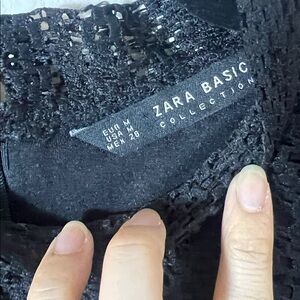 ZARA BASIC
COLLECTION
EUR M
USA M
MEX 28